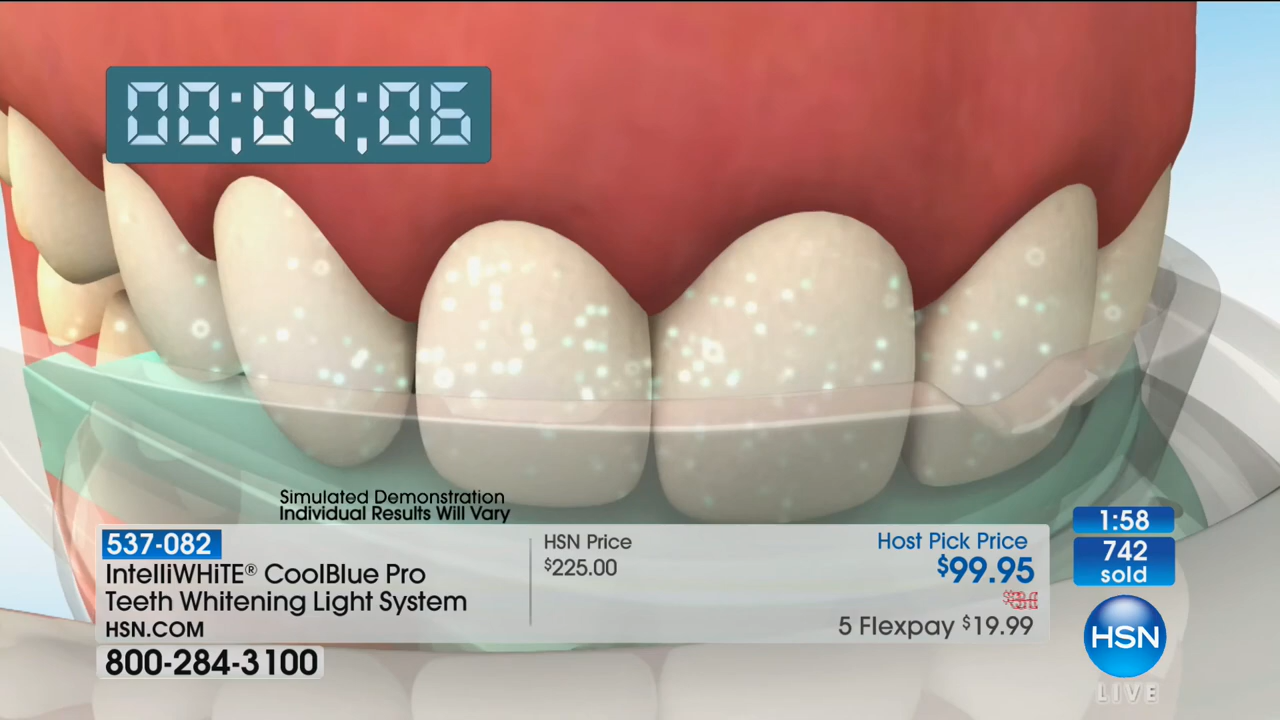 00:04:06
Simulated Demonstration
Individual Results Will Vary
537-082
IntelliWHiTE® CoolBlue Pro
Teeth Whitening Light System
HSN.COM
800-284-3100
HSN Price
$225.00
Host Pick Price
$99.95
5 Flexpay $19.99
1:58
742
sold
HSN
LIVE